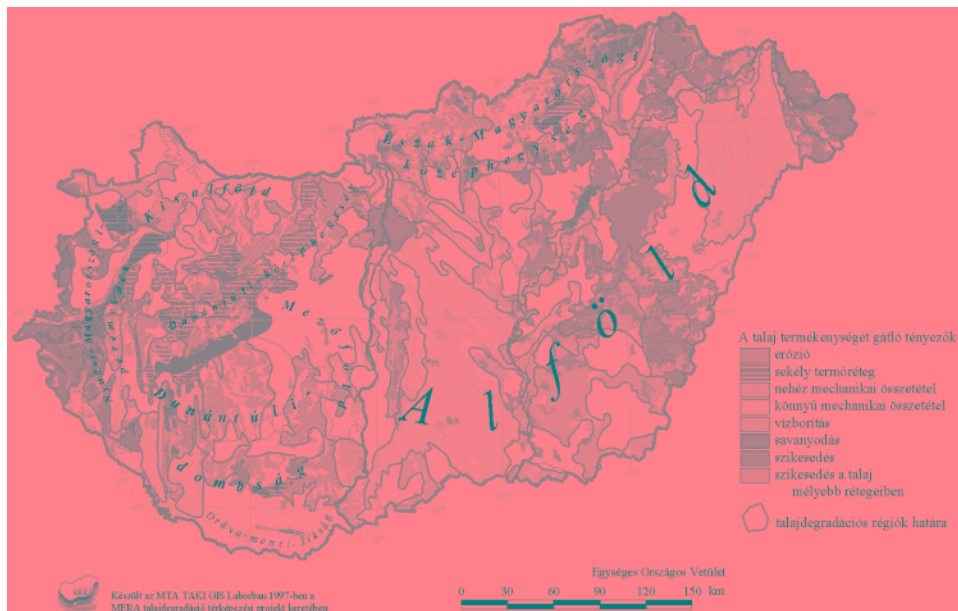 Észak-Magyarországi-
középhegység
Kisalföld
Nyugat-Magyarországi-
peremvidék
Dunántúli-középhegység
Mezőföld
Alföld
Dunántúli-
dombság
Dráva-menti-síkság
A talaj termékenységét gátló tényezők
erózió
sekély termőréteg
nehéz mechanikai összetétel
könnyű mechanikai összetétel
vízborítás
savanyodás
szikesedés
szikesedés a talaj
mélyebb rétegeiben
talajdegradációs régiók határa
Egységes Országos Vetület
0 30 60 90 120 150 km
Készült az MTA TAKI GIS Laborban 1997-ben a
MERA talajdegradáció térképezési projekt keretében